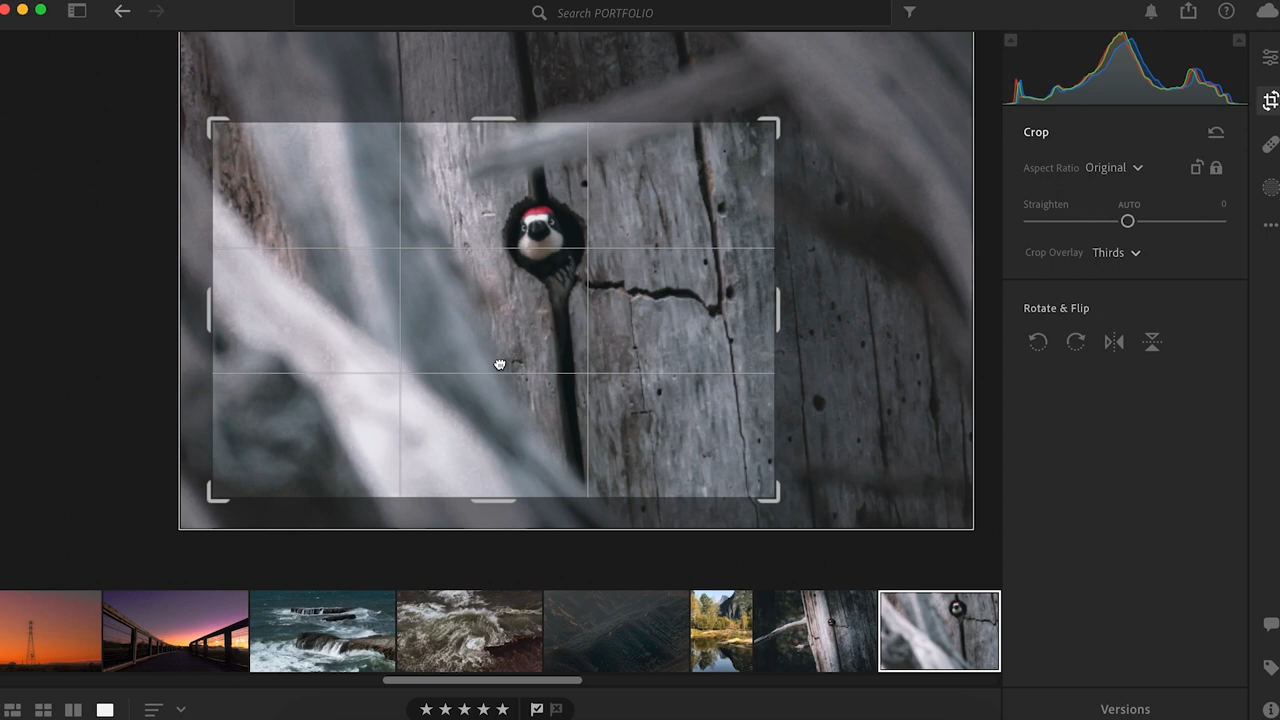 Search PORTFOLIO
Crop
Aspect Ratio Original
Straighten AUTO 0
Crop Overlay Thirds
Rotate & Flip
Versions